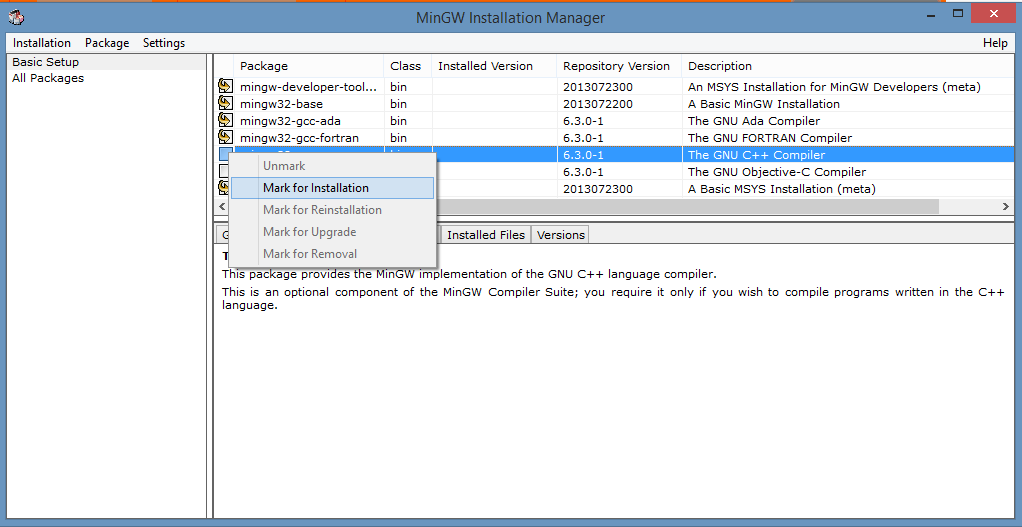 MinGW Installation Manager
Installation Package Settings Help
Basic Setup
All Packages
Package Class Installed Version Repository Version Description
mingw-developer-tool... bin 2013072300 An MSYS Installation for MinGW Developers (meta)
mingw32-base bin 2013072200 A Basic MinGW Installation
mingw32-gcc-ada bin 6.3.0-1 The GNU Ada Compiler
mingw32-gcc-fortran bin 6.3.0-1 The GNU FORTRAN Compiler
6.3.0-1 The GNU C++ Compiler
6.3.0-1 The GNU Objective-C Compiler
2013072300 A Basic MSYS Installation (meta)
Unmark
Mark for Installation
Mark for Reinstallation
Mark for Upgrade
Mark for Removal
Installed Files Versions
This package provides the MinGW implementation of the GNU C++ language compiler.
This is an optional component of the MinGW Compiler Suite; you require it only if you wish to compile programs written in the C++
language.